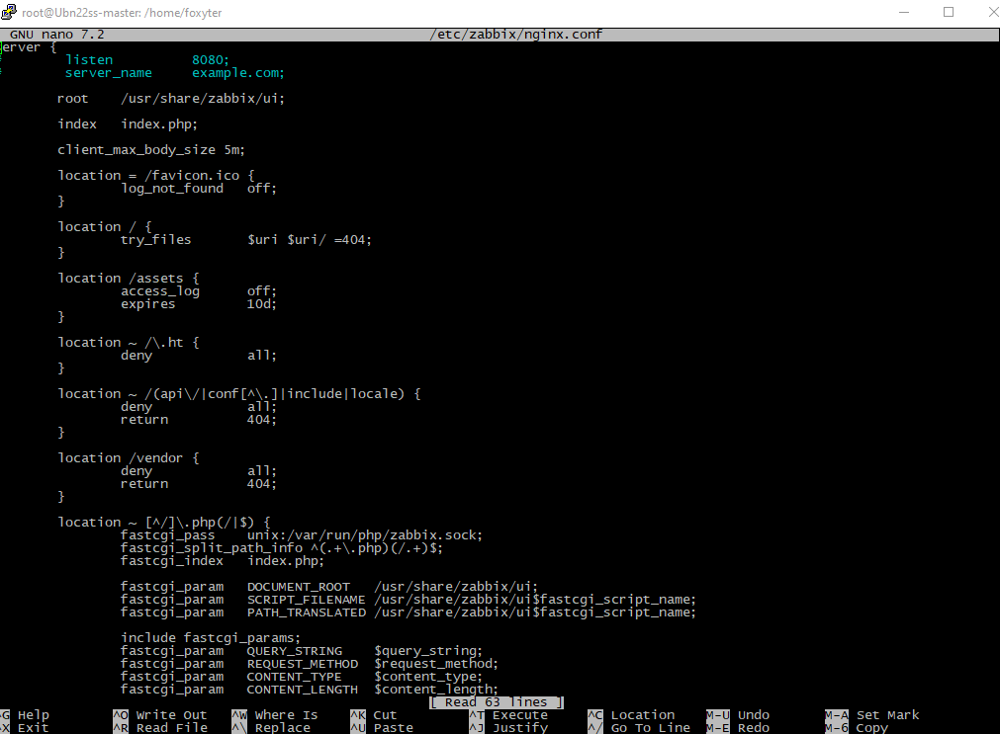 root@Ubn22ss-master: /home/foxyter
GNU nano 7.2 /etc/zabbix/nginx.conf
erver {
# listen 8080;
# server_name example.com;
root /usr/share/zabbix/ui;
index index.php;
client_max_body_size 5m;
location = /favicon.ico {
log_not_found off;
}
location / {
try_files $uri $uri/ =404;
}
location /assets {
access_log off;
expires 10d;
}
location ~ /\.ht {
deny all;
}
location ~ /(api\/|conf[^\.]|include|locale) {
deny all;
return 404;
}
location /vendor {
deny all;
return 404;
}
location ~ [^/]\.php(/|$) {
fastcgi_pass unix:/var/run/php/zabbix.sock;
fastcgi_split_path_info ^(.+\.php)(/.+)$;
fastcgi_index index.php;
fastcgi_param DOCUMENT_ROOT /usr/share/zabbix/ui;
fastcgi_param SCRIPT_FILENAME /usr/share/zabbix/ui$fastcgi_script_name;
fastcgi_param PATH_TRANSLATED /usr/share/zabbix/ui$fastcgi_script_name;
include fastcgi_params;
fastcgi_param QUERY_STRING $query_string;
fastcgi_param REQUEST_METHOD $request_method;
fastcgi_param CONTENT_TYPE $content_type;
fastcgi_param CONTENT_LENGTH $content_length;
[ Read 63 lines ]
^G Help ^O Write Out ^W Where Is ^K Cut ^T Execute ^C Location M-U Undo M-A Set Mark
^X Exit ^R Read File ^\ Replace ^U Paste ^J Justify ^/ Go To Line M-E Redo M-6 Copy